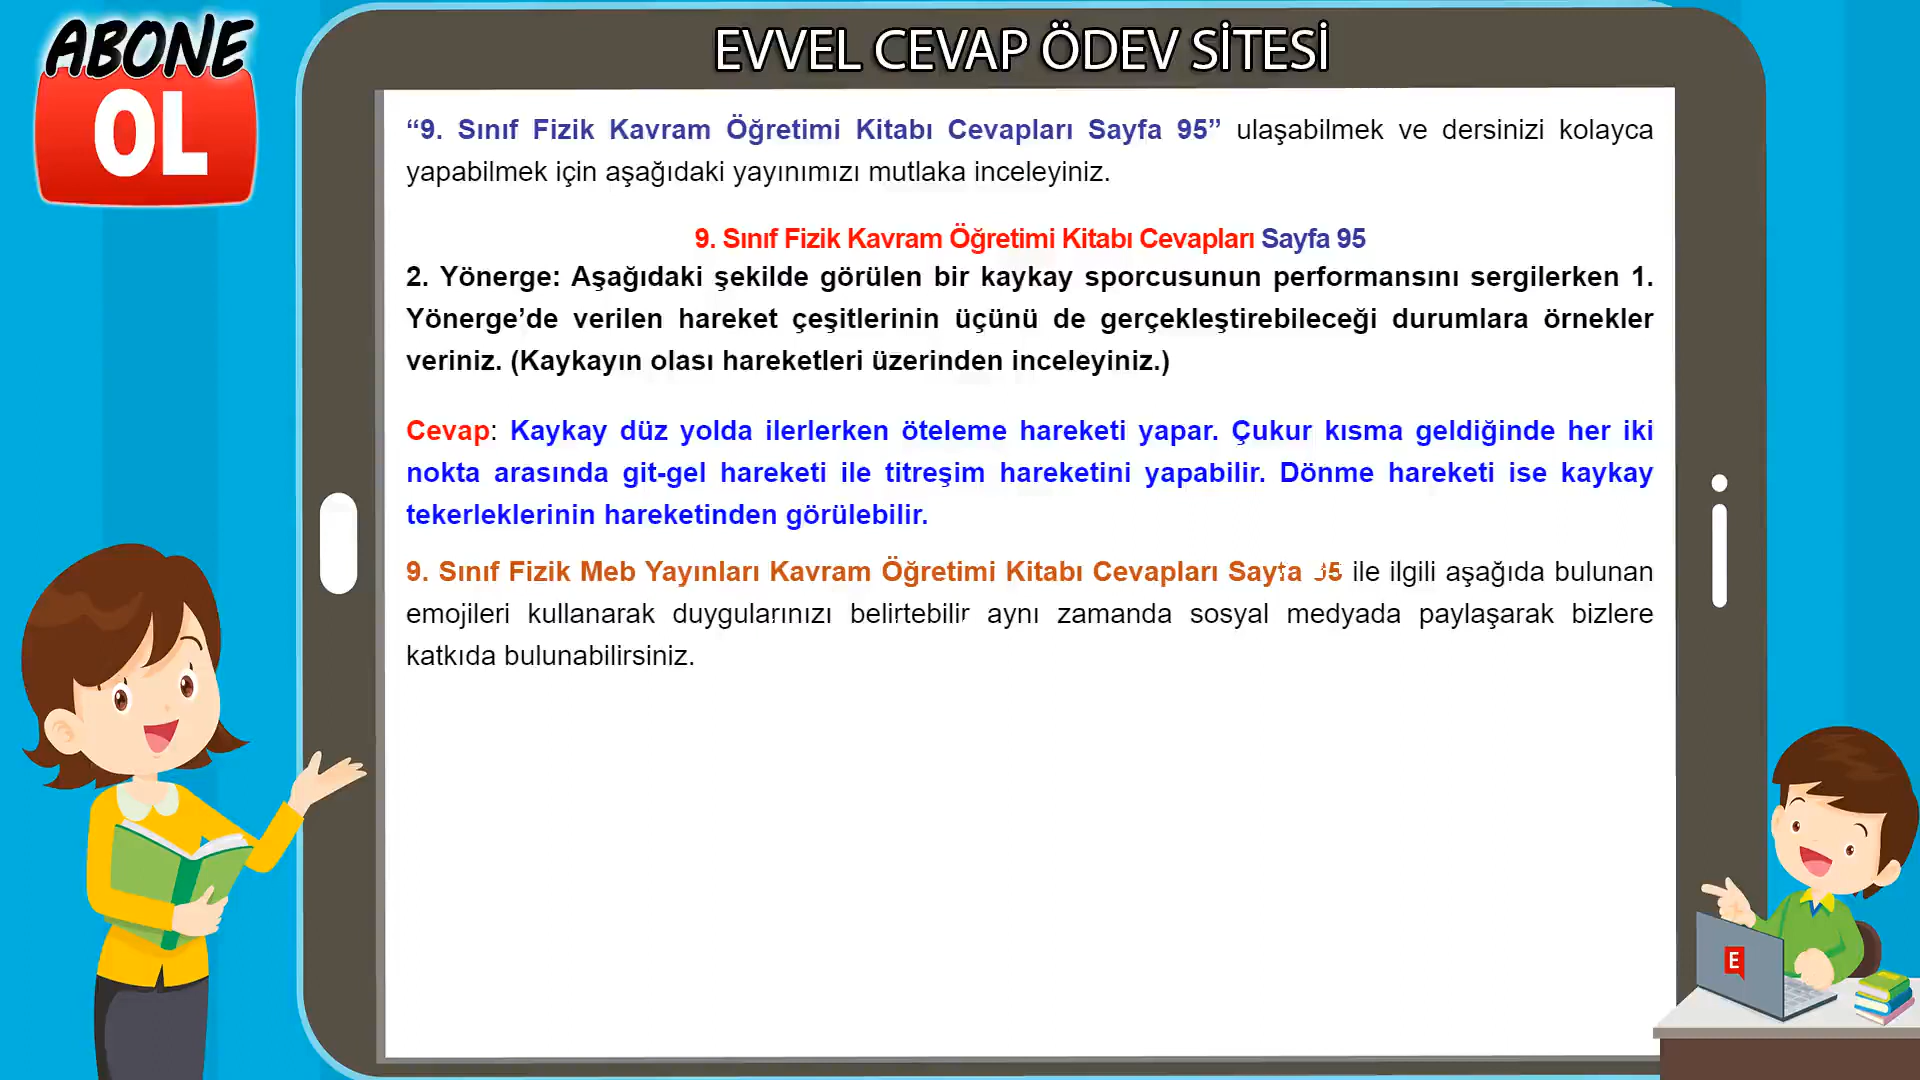 ABONE
OL
EVVEL CEVAP ÖDEV SİTESİ
“9. Sınıf Fizik Kavram Öğretimi Kitabı Cevapları Sayfa 95” ulaşabilmek ve dersinizi kolayca
yapabilmek için aşağıdaki yayınımızı mutlaka inceleyiniz.
9. Sınıf Fizik Kavram Öğretimi Kitabı Cevapları Sayfa 95
2. Yönerge: Aşağıdaki şekilde görülen bir kaykay sporcusunun performansını sergilerken 1.
Yönerge’de verilen hareket çeşitlerinin üçünü de gerçekleştirebileceği durumlara örnekler
veriniz. (Kaykayın olası hareketleri üzerinden inceleyiniz.)
Cevap: Kaykay düz yolda ilerlerken öteleme hareketi yapar. Çukur kısma geldiğinde her iki
nokta arasında git-gel hareketi ile titreşim hareketini yapabilir. Dönme hareketi ise kaykay
tekerleklerinin hareketinden görülebilir.
9. Sınıf Fizik Meb Yayınları Kavram Öğretimi Kitabı Cevapları Sayfa 95 ile ilgili aşağıda bulunan
emojileri kullanarak duygularınızı belirtebilir aynı zamanda sosyal medyada paylaşarak bizlere
katkıda bulunabilirsiniz.
E